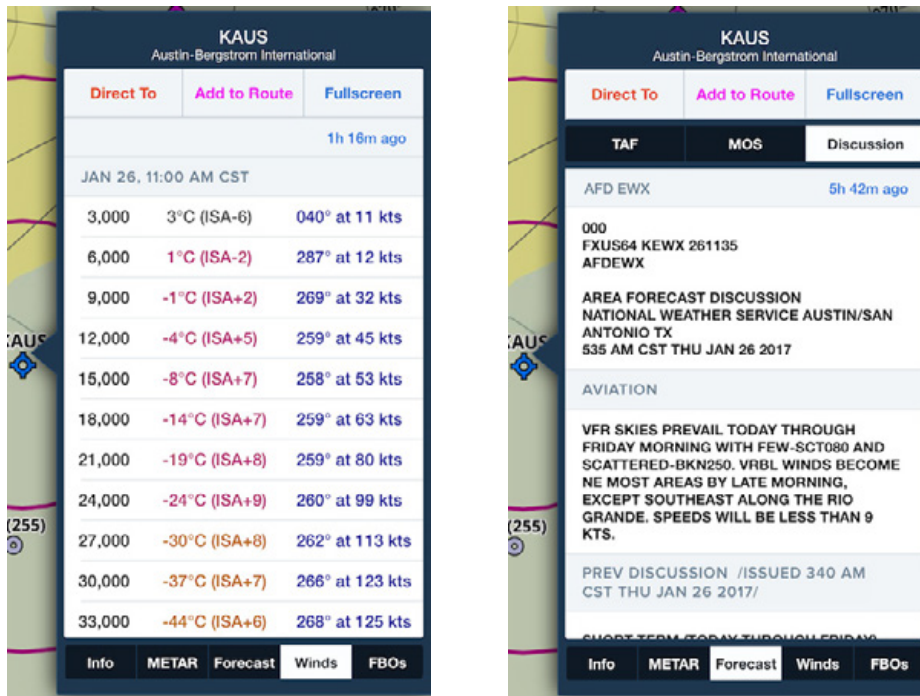 KAUS
Austin-Bergstrom International
Direct To Add to Route Fullscreen
1h 16m ago
JAN 26, 11:00 AM CST
3,000 3°C (ISA-6) 040° at 11 kts
6,000 1°C (ISA-2) 287° at 12 kts
9,000 -1°C (ISA+2) 269° at 32 kts
12,000 -4°C (ISA+5) 259° at 45 kts
15,000 -8°C (ISA+7) 258° at 53 kts
18,000 -14°C (ISA+7) 259° at 63 kts
21,000 -19°C (ISA+8) 259° at 80 kts
24,000 -24°C (ISA+9) 260° at 99 kts
27,000 -30°C (ISA+8) 262° at 113 kts
30,000 -37°C (ISA+7) 266° at 123 kts
33,000 -44°C (ISA+6) 268° at 125 kts
Info METAR Forecast Winds FBOs
KAUS
(255)
KAUS
Austin-Bergstrom International
Direct To Add to Route Fullscreen
TAF MOS Discussion
AFD EWX 5h 42m ago
000
FXUS64 KEWX 261135
AFDEWX
AREA FORECAST DISCUSSION
NATIONAL WEATHER SERVICE AUSTIN/SAN
ANTONIO TX
535 AM CST THU JAN 26 2017
AVIATION
VFR SKIES PREVAIL TODAY THROUGH
FRIDAY MORNING WITH FEW-SCT080 AND
SCATTERED-BKN250. VRBL WINDS BECOME
NE MOST AREAS BY LATE MORNING,
EXCEPT SOUTHEAST ALONG THE RIO
GRANDE. SPEEDS WILL BE LESS THAN 9
KTS.
PREV DISCUSSION /ISSUED 340 AM
CST THU JAN 26 2017/
SHORT TERM (TODAY THROUGH FRIDAY)
Info METAR Forecast Winds FBOs
KAUS
(255)